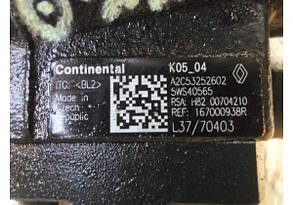 Continental
K05_04
ITC: <BL2>
A2C53252602
Made in
5WS40565
Czech
RSA: H82 00704210
Republic
REF: 167000938R
L37/70403